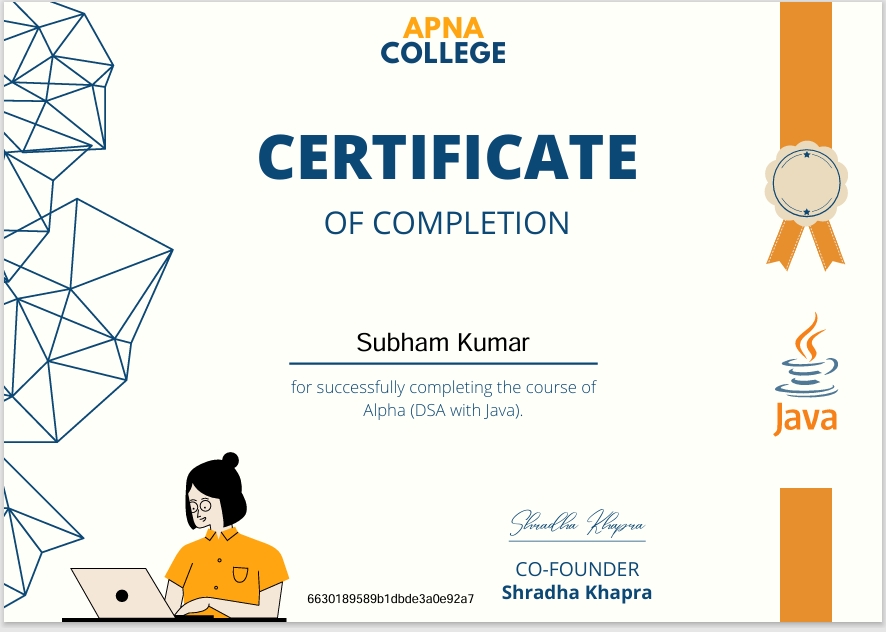 APNA
COLLEGE
CERTIFICATE
OF COMPLETION
Subham Kumar
for successfully completing the course of
Alpha (DSA with Java).
Java
Shradha Khapra
CO-FOUNDER
Shradha Khapra
6630189589b1dbde3a0e92a7